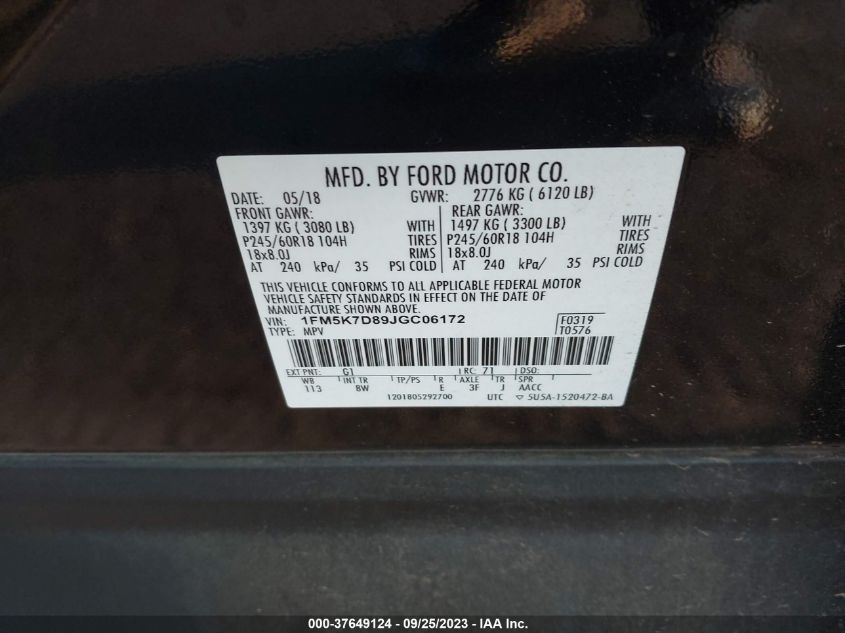 MFD. BY FORD MOTOR CO.
DATE: 05/18 GVWR: 2776 KG ( 6120 LB)
FRONT GAWR: REAR GAWR:
1397 KG ( 3080 LB) WITH 1497 KG ( 3300 LB) WITH
P245/60R18 104H TIRES P245/60R18 104H TIRES
18x8.0J RIMS 18x8.0J RIMS
AT 240 kPa/ 35 PSI COLD AT 240 kPa/ 35 PSI COLD
THIS VEHICLE CONFORMS TO ALL APPLICABLE FEDERAL MOTOR
VEHICLE SAFETY STANDARDS IN EFFECT ON THE DATE OF
MANUFACTURE SHOWN ABOVE.
VIN: 1FM5K7D89JGC06172 F0319
TYPE: MPV T0576
EXT PNT: G1 RC: 71 DSO:
WB INT TR TP/PS R AXLE TR SPR
113 8W E 3F J AACC
1201805292700 UTC 5U5A-1520472-BA
000-37649124 - 09/25/2023 - © IAA Services, Inc.